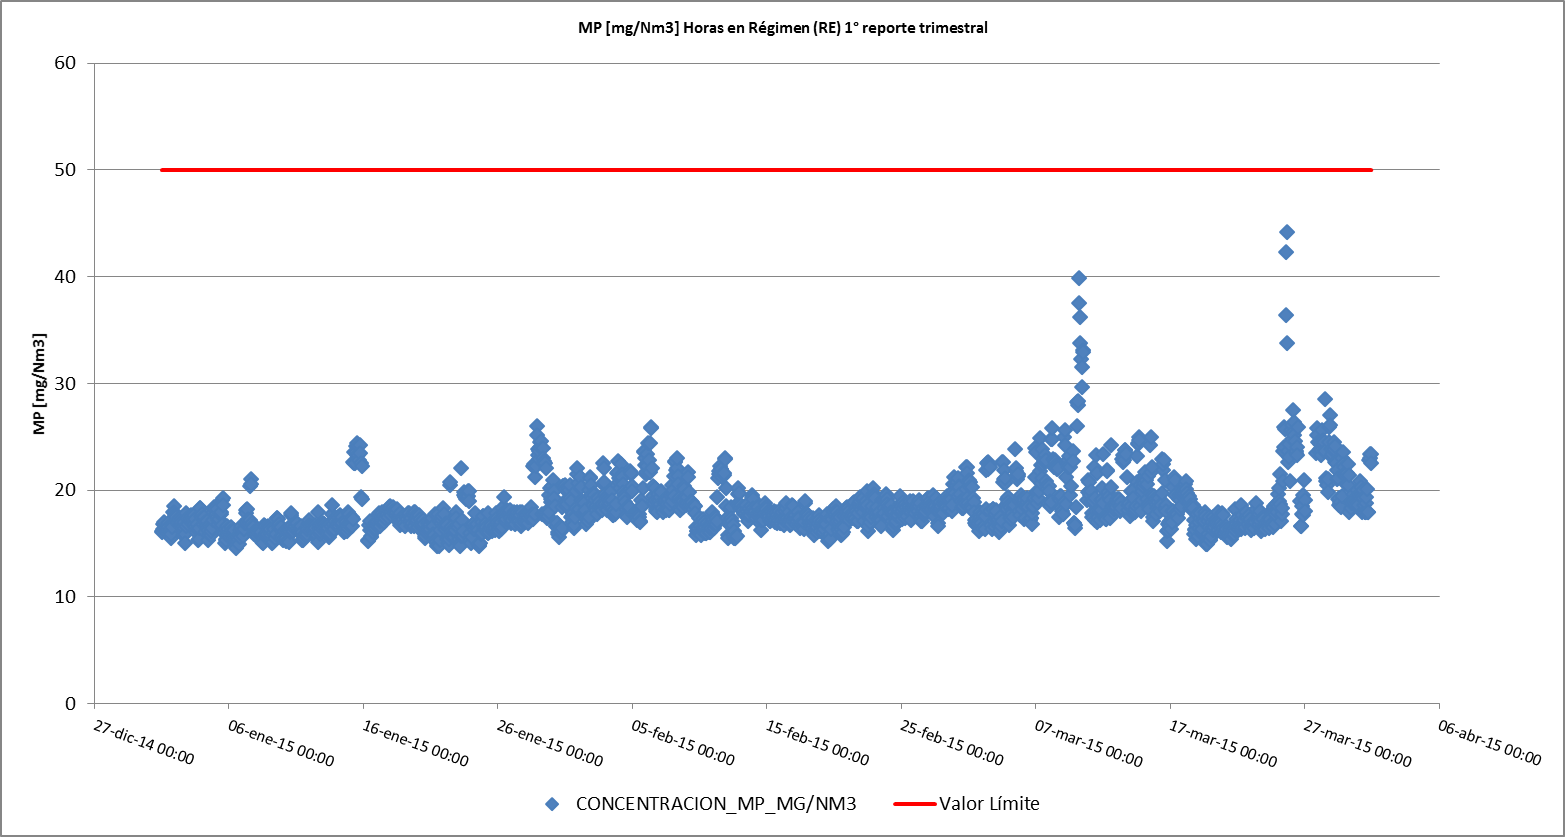 MP [mg/Nm3] Horas en Régimen (RE) 1° reporte trimestral
60
50
40
30
20
10
0
MP [mg/Nm3]
27-dic-14 00:00
06-ene-15 00:00
16-ene-15 00:00
26-ene-15 00:00
05-feb-15 00:00
15-feb-15 00:00
25-feb-15 00:00
07-mar-15 00:00
17-mar-15 00:00
27-mar-15 00:00
06-abr-15 00:00
CONCENTRACION_MP_MG/NM3
Valor Límite